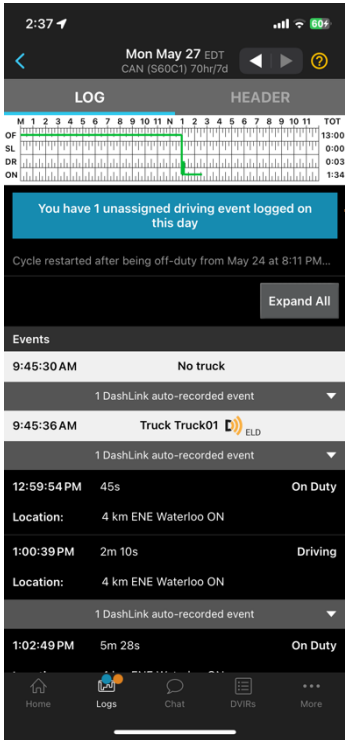 2:37
60
Mon May 27 EDT
CAN (S60C1) 70hr/7d
LOG HEADER
M 1 2 3 4 5 6 7 8 9 10 11 N 1 2 3 4 5 6 7 8 9 10 11 TOT
OF 13:00
SL 0:00
DR 0:03
ON 1:34
You have 1 unassigned driving event logged on
this day
Cycle restarted after being off-duty from May 24 at 8:11 PM...
Expand All
Events
9:45:30 AM No truck
1 DashLink auto-recorded event
9:45:36 AM Truck Truck01 ELD
1 DashLink auto-recorded event
12:59:54 PM 45s On Duty
Location: 4 km ENE Waterloo ON
1:00:39 PM 2m 10s Driving
Location: 4 km ENE Waterloo ON
1 DashLink auto-recorded event
1:02:49 PM 5m 28s On Duty
Home Logs Chat DVIRs More